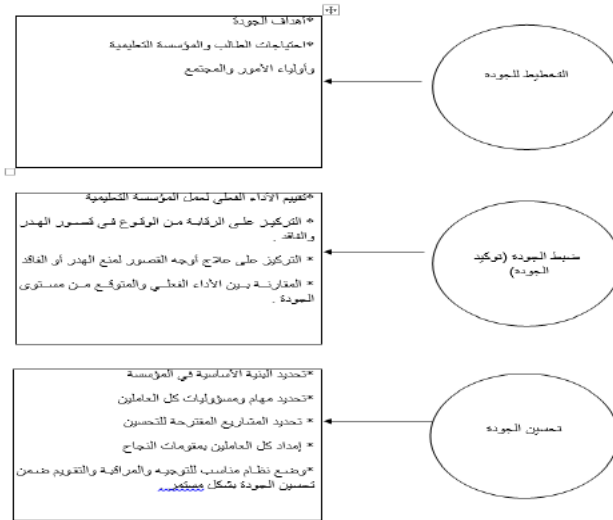 *أهداف الجودة
*احتياجات الطالب والمؤسسة التعليمية
وأولياء الأمور والمجتمع
التخطيط للجودة
*تقييم الأداء الفعلي لعمل المؤسسة التعليمية
* التركيز على الرقابة من الوقوع في قصور الهدر
والفاقد .
* التركيز على علاج أوجه القصور لمنع الهدر أو الفاقد
* المقارنة بين الأداء الفعلي والمتوقع من مستوى
الجودة .
ضبط الجودة (توكيد
الجودة)
*تحديد البنية الأساسية في المؤسسة
*تحديد مهام ومسؤوليات كل العاملين
* تحديد المشاريع المقترحة للتحسين
* إمداد كل العاملين بمقومات النجاح
*وضع نظام مناسب للتوجيه والمراقبة والتقويم ضمن
تحسين الجودة بشكل مستمر .
تحسين الجودة